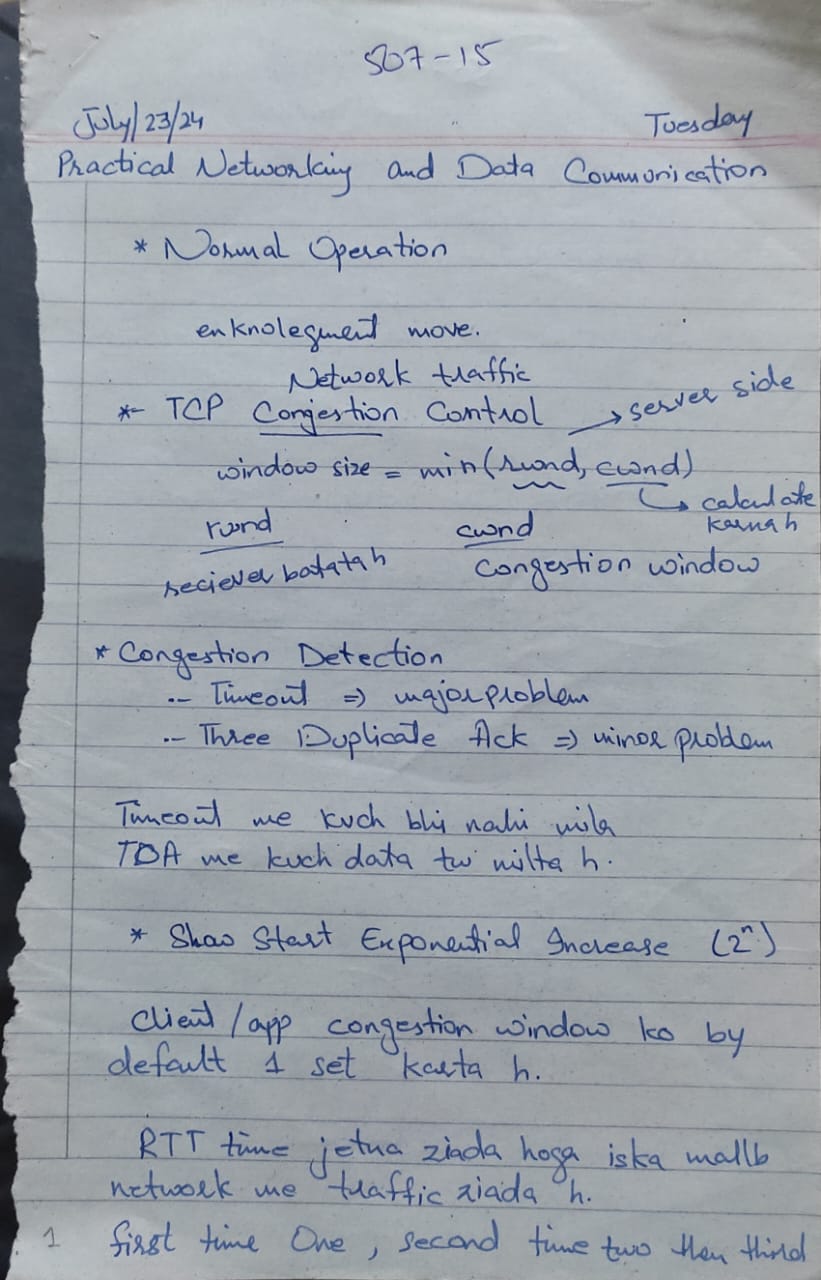 507-15
July/23/24 Tuesday
Practical Networking and Data Communication
* Normal Operation
enknolegment move.
Network traffic
* TCP Congestion Control → server side
window size = min(rwnd, cwnd)
↳ calculate
karna h
rwnd cwnd
reciever batata h Congestion window
* Congestion Detection
-- Timeout => major problem
-- Three Duplicate Ack => minor problem
Timeout me kuch bhi nahi mila
TDA me kuch data tw milta h.
* Slow Start Exponential Increase (2ⁿ)
Client / app congestion window ko by
default 1 set karta h.
RTT time jetna ziada hoga iska matlb
network me traffic ziada h.
1 first time One, second time two then third